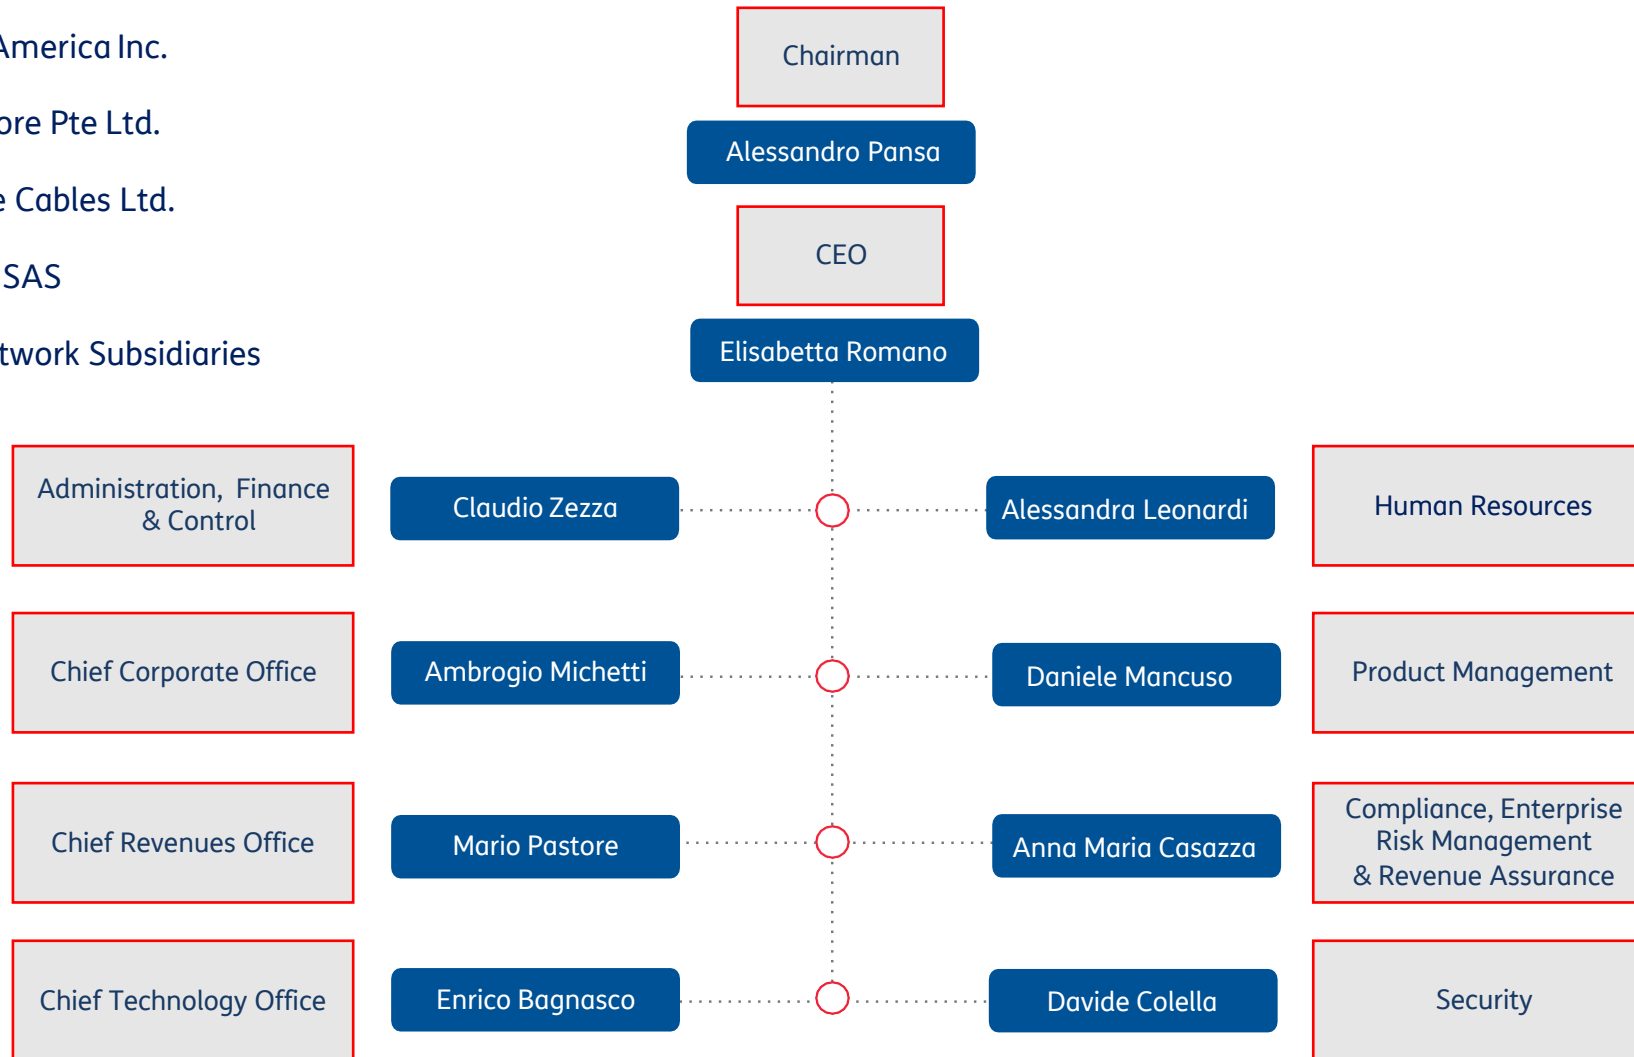 America Inc.
ore Pte Ltd.
e Cables Ltd.
SAS
twork Subsidiaries
Chairman
Alessandro Pansa
CEO
Elisabetta Romano
Administration, Finance
& Control
Claudio Zezza
Alessandra Leonardi
Human Resources
Chief Corporate Office
Ambrogio Michetti
Daniele Mancuso
Product Management
Chief Revenues Office
Mario Pastore
Anna Maria Casazza
Compliance, Enterprise
Risk Management
& Revenue Assurance
Chief Technology Office
Enrico Bagnasco
Davide Colella
Security